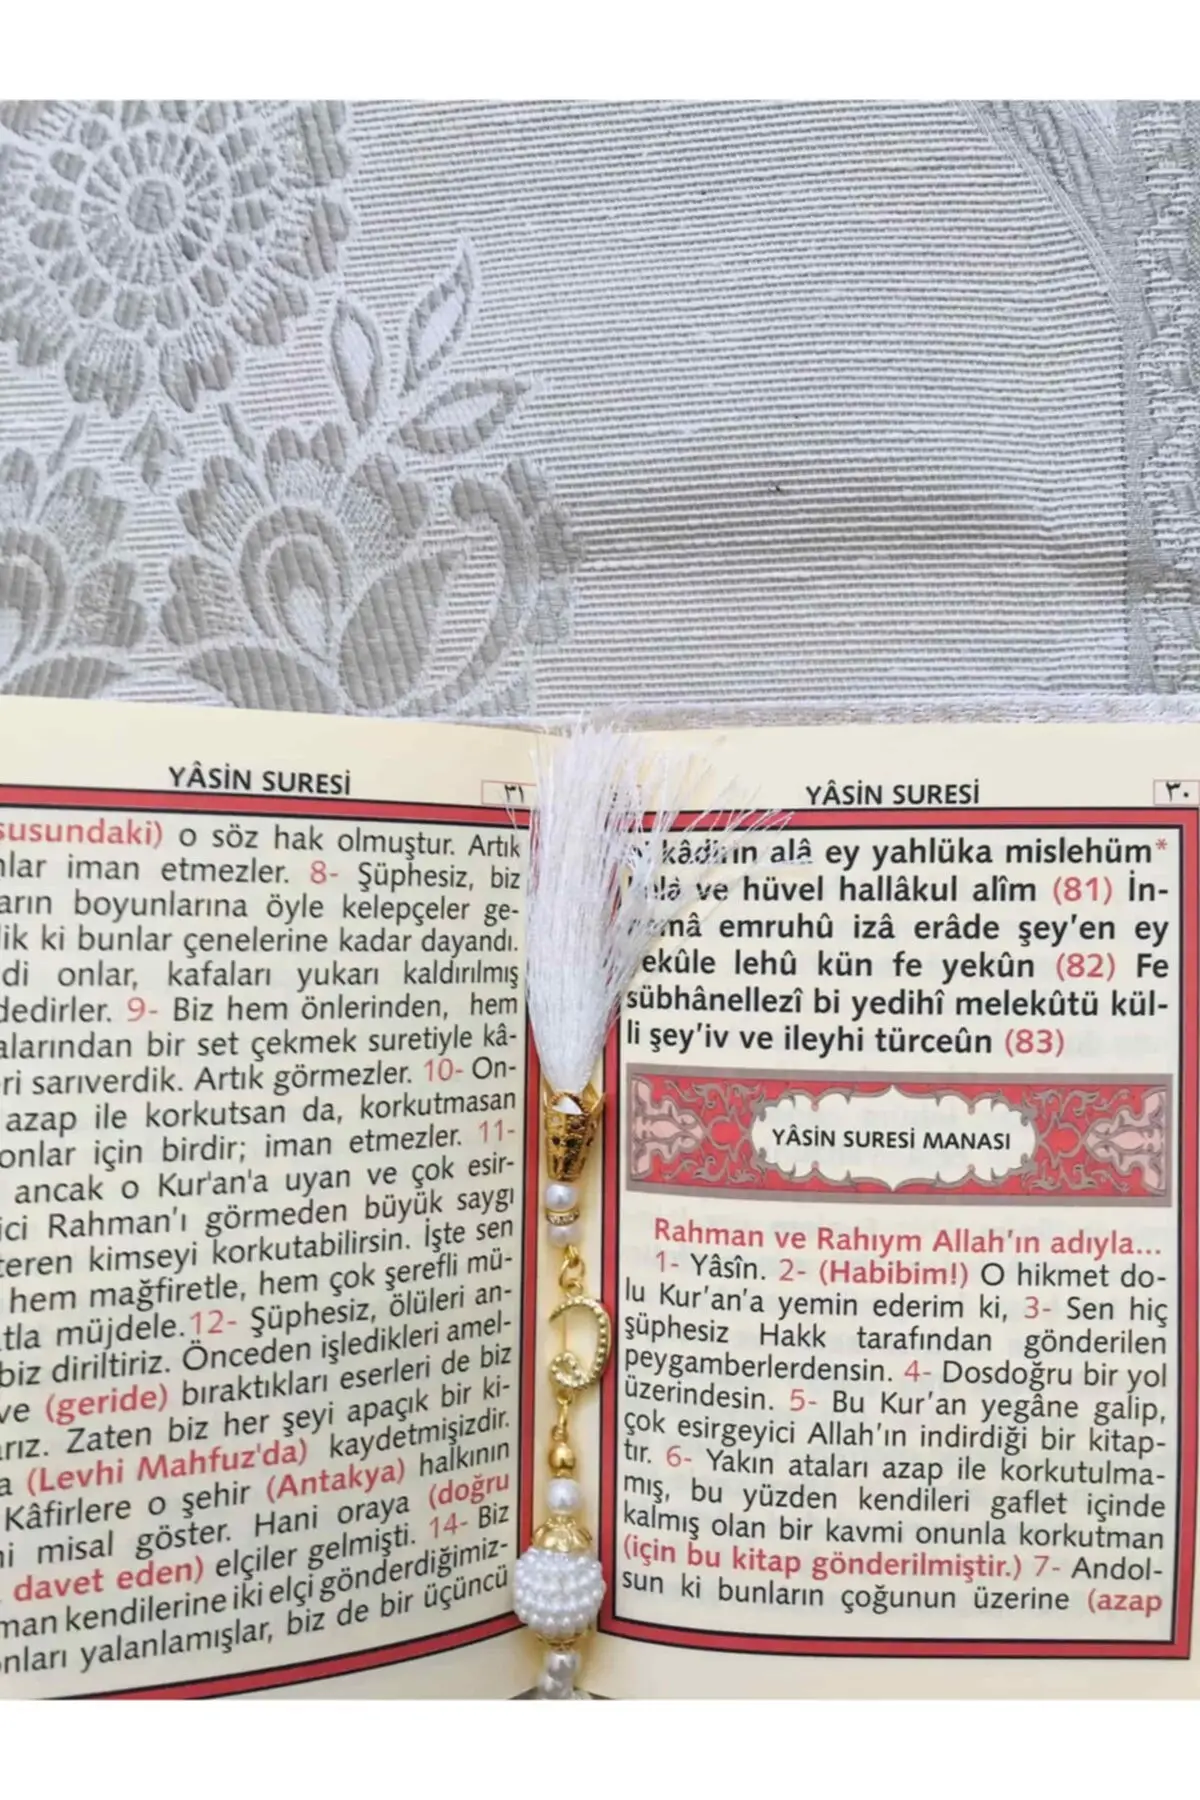 YÂSİN SURESİ
٣٠
kâdirin alâ ey yahlüka mislehüm*
ve hüvel hallâkul alîm (81) İn-
emruhû izâ erâde şey'en ey
yekûle lehû kün fe yekûn (82) Fe
sübhânellezî bi yedihî melekûtü kül-
li şey'iv ve ileyhi türceûn (83)
YÂSİN SURESİ MANASI
Rahman ve Rahıym Allah'ın adıyla...
1- Yâsîn. 2- (Habibim!) O hikmet do-
lu Kur'an'a yemin ederim ki, 3- Sen hiç
şüphesiz Hakk tarafından gönderilen
peygamberlerdensin. 4- Dosdoğru bir yol
üzerindesin. 5- Bu Kur'an yegâne galip,
çok esirgeyici Allah'ın indirdiği bir kitap-
tır. 6- Yakın ataları azap ile korkutulma-
mış, bu yüzden kendileri gaflet içinde
kalmış olan bir kavmi onunla korkutman
(için bu kitap gönderilmiştir.) 7- Andol-
sun ki bunların çoğunun üzerine (azap
YÂSİN SURESİ
٣١
susundaki) o söz hak olmuştur. Artık
nlar iman etmezler. 8- Şüphesiz, biz
arın boyunlarına öyle kelepçeler ge-
ik ki bunlar çenelerine kadar dayandı.
di onlar, kafaları yukarı kaldırılmış
dedirler. 9- Biz hem önlerinden, hem
alarından bir set çekmek suretiyle kâ-
ri sarıverdik. Artık görmezler. 10- On-
azap ile korkutsan da, korkutmasan
onlar için birdir; iman etmezler. 11-
ancak o Kur'an'a uyan ve çok esir-
ici Rahman'ı görmeden büyük saygı
teren kimseyi korkutabilirsin. İşte sen
hem mağfiretle, hem çok şerefli mü-
tla müjdele. 12- Şüphesiz, ölüleri an-
biz diriltiriz. Önceden işledikleri amel-
ve (geride) bıraktıkları eserleri de biz
arız. Zaten biz her şeyi apaçık bir ki-
a (Levhi Mahfuz'da) kaydetmişizdir.
Kâfirlere o şehir (Antakya) halkının
ni misal göster. Hani oraya (doğru
davet eden) elçiler gelmişti. 14- Biz
man kendilerine iki elçi gönderdiğimiz-
onları yalanlamışlar, biz de bir üçüncü